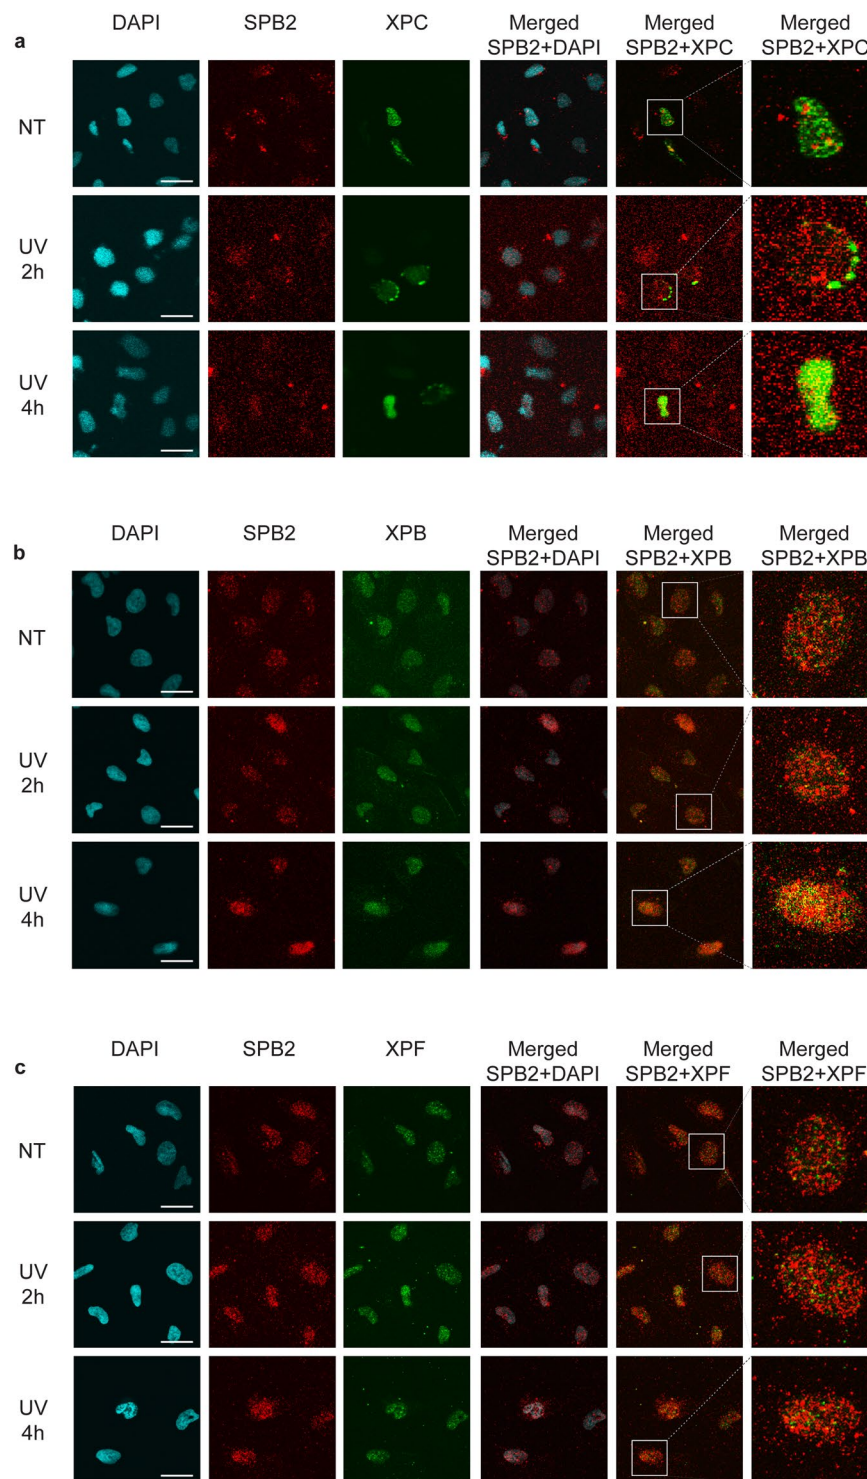 a
DAPI SPB2 XPC Merged SPB2+DAPI Merged SPB2+XPC Merged SPB2+XPC
NT
UV 2h
UV 4h
b
DAPI SPB2 XPB Merged SPB2+DAPI Merged SPB2+XPB Merged SPB2+XPB
NT
UV 2h
UV 4h
c
DAPI SPB2 XPF Merged SPB2+DAPI Merged SPB2+XPF Merged SPB2+XPF
NT
UV 2h
UV 4h